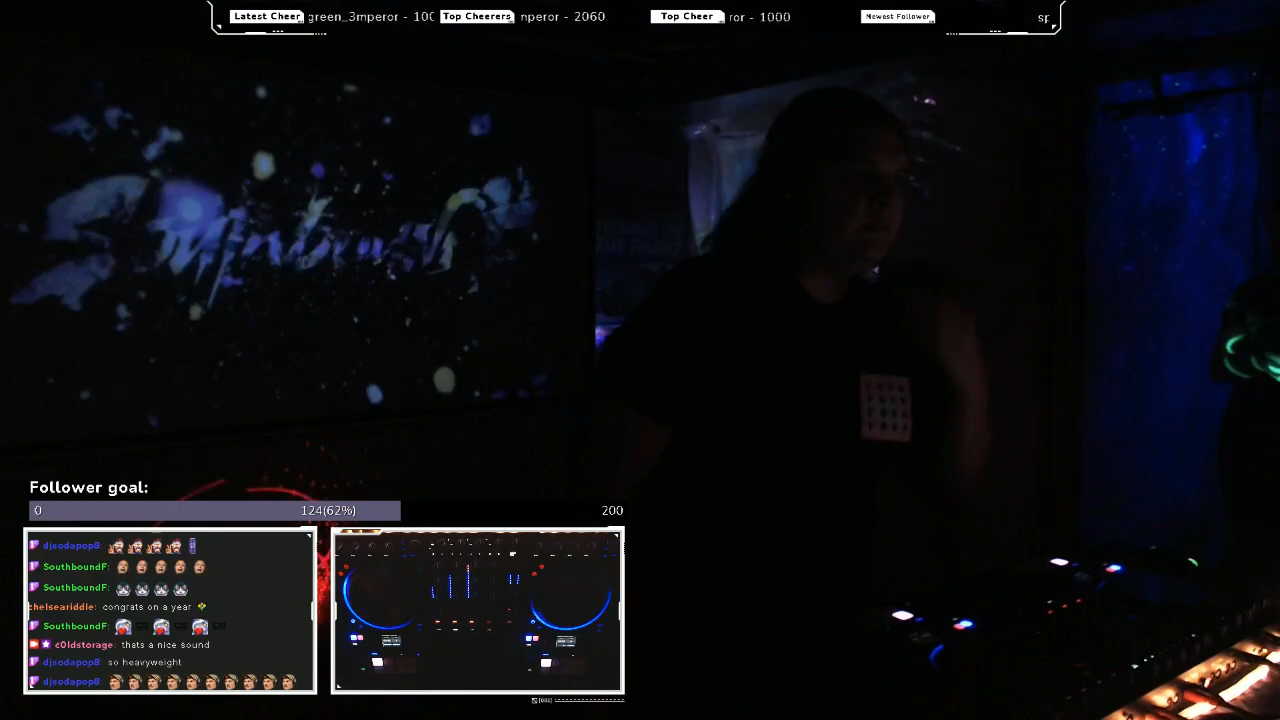 Latest Cheer green_3mperor - 100 Top Cheerers nperor - 2060 Top Cheer ror - 1000 Newest Follower sp
Follower goal:
0 124(62%) 200
djsodapop8:
SouthboundF:
SouthboundF:
chelseariddle: congrats on a year
SouthboundF:
c0ldstorage: thats a nice sound
djsodapop8: so heavyweight
djsodapop8: